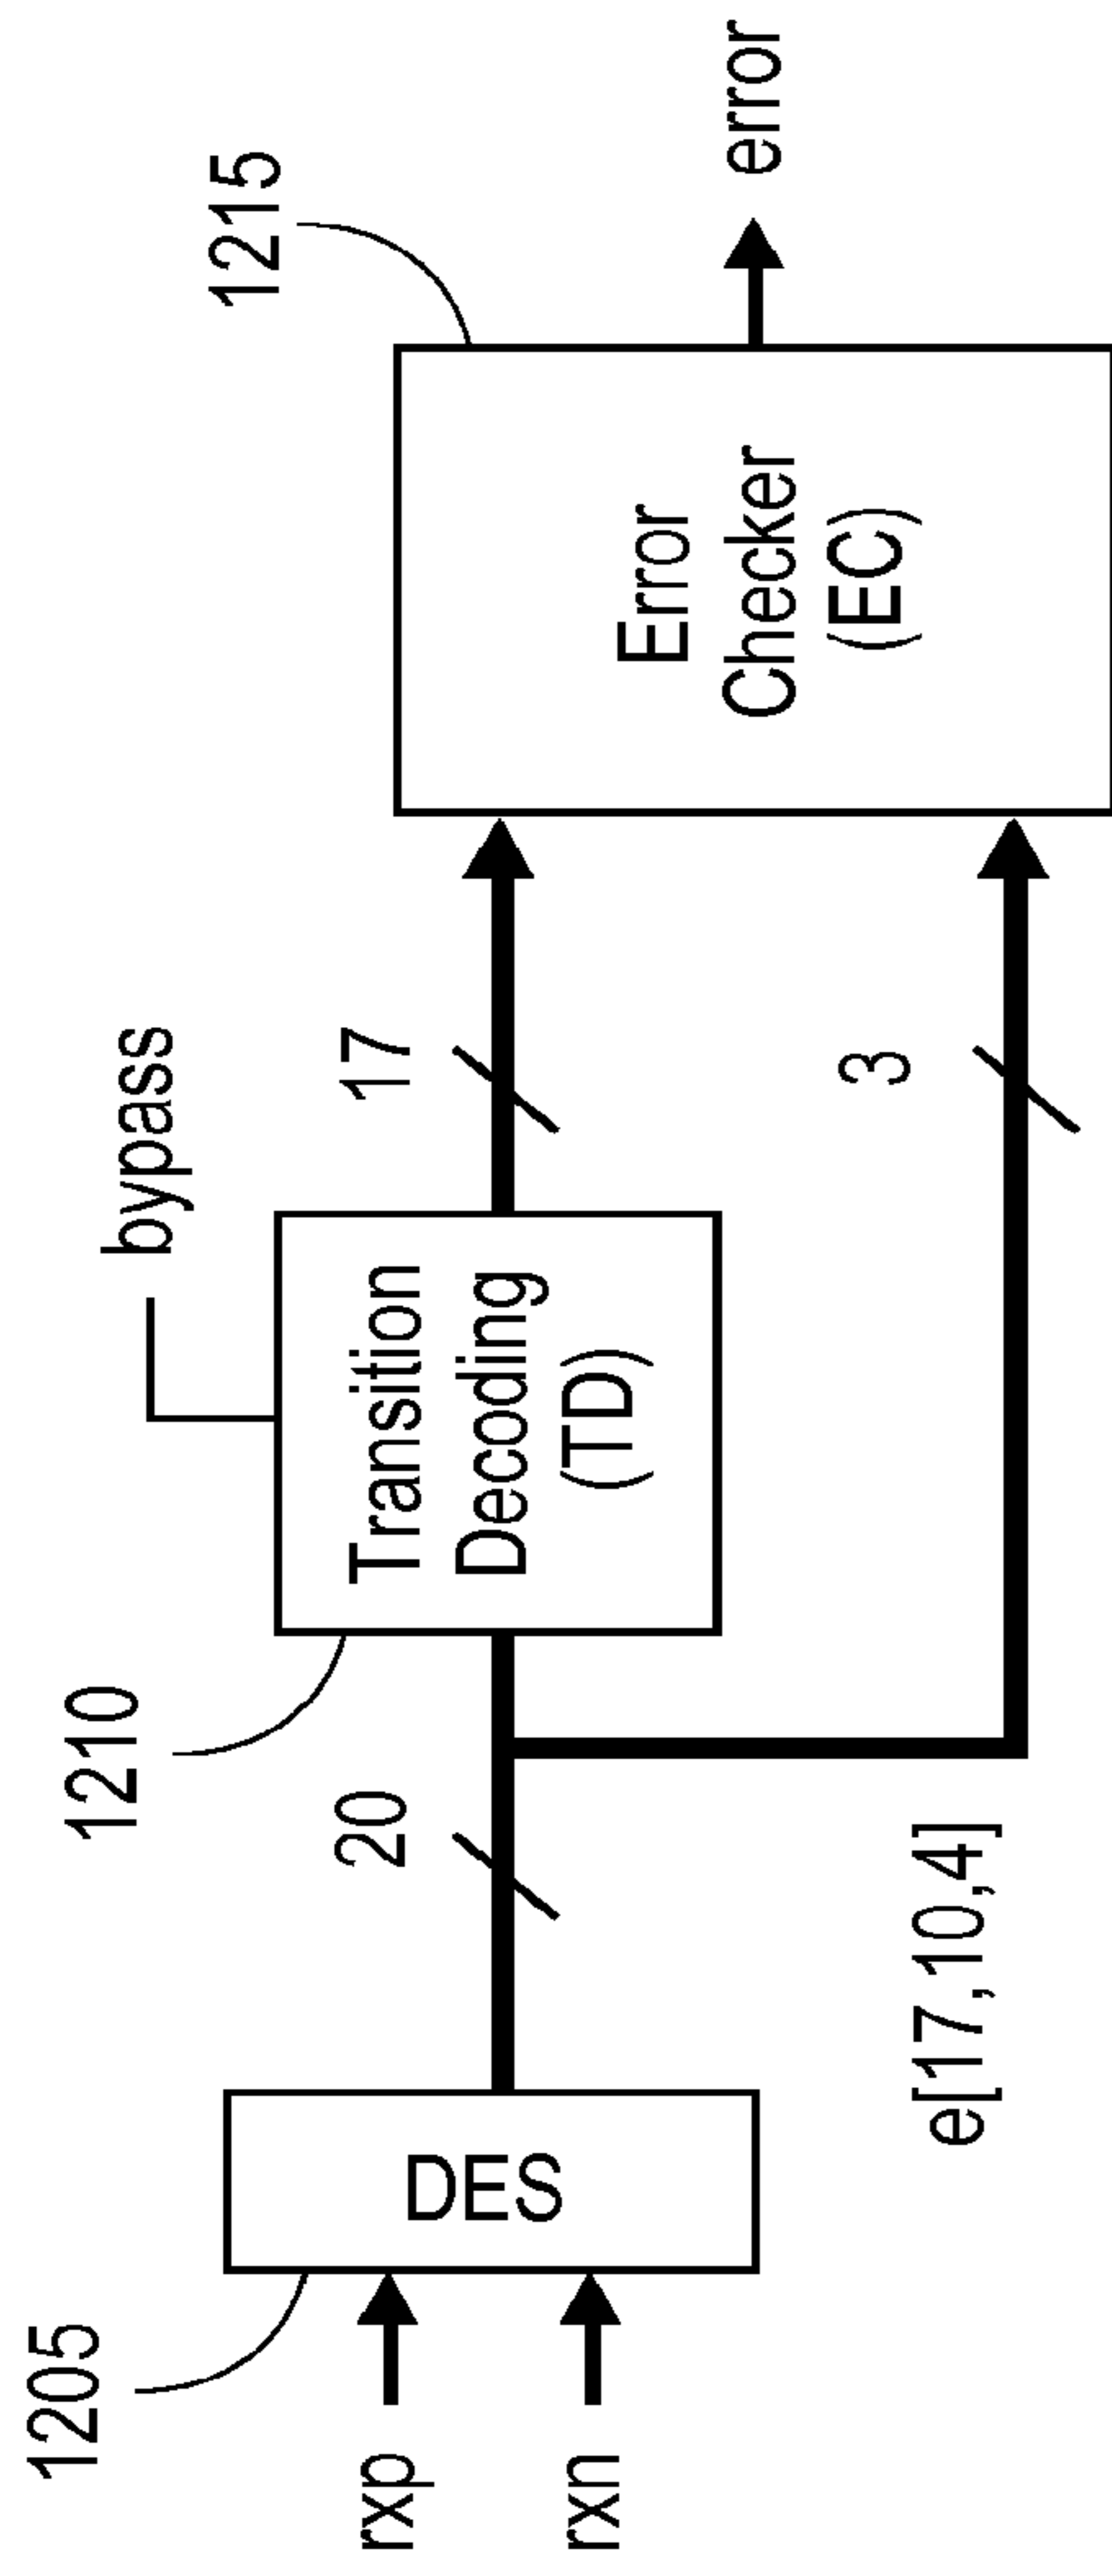 1205
rxp
rxn
DES
20
e[17,10,4]
1210
bypass
Transition
Decoding
(TD)
17
3
1215
Error
Checker
(EC)
error